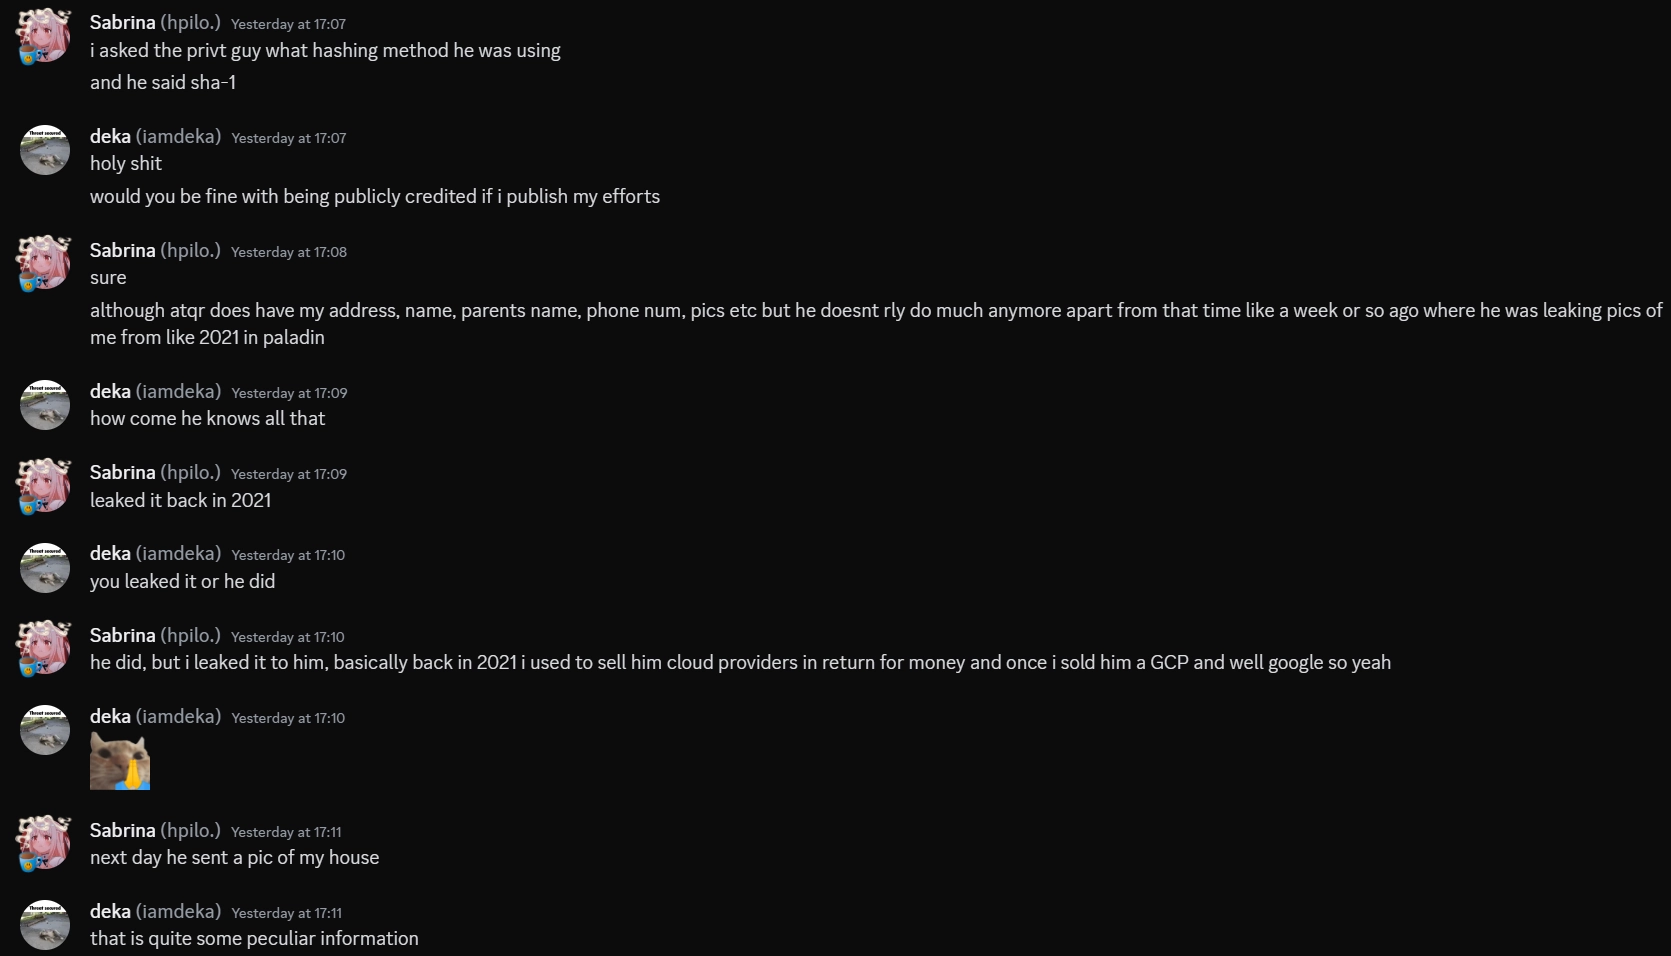 Sabrina (hpilo.) Yesterday at 17:07
i asked the privt guy what hashing method he was using
and he said sha-1
Threat secured
deka (iamdeka) Yesterday at 17:07
holy shit
would you be fine with being publicly credited if i publish my efforts
Sabrina (hpilo.) Yesterday at 17:08
sure
although atqr does have my address, name, parents name, phone num, pics etc but he doesnt rly do much anymore apart from that time like a week or so ago where he was leaking pics of
me from like 2021 in paladin
Threat secured
deka (iamdeka) Yesterday at 17:09
how come he knows all that
Sabrina (hpilo.) Yesterday at 17:09
leaked it back in 2021
Threat secured
deka (iamdeka) Yesterday at 17:10
you leaked it or he did
Sabrina (hpilo.) Yesterday at 17:10
he did, but i leaked it to him, basically back in 2021 i used to sell him cloud providers in return for money and once i sold him a GCP and well google so yeah
Threat secured
deka (iamdeka) Yesterday at 17:10
Sabrina (hpilo.) Yesterday at 17:11
next day he sent a pic of my house
Threat secured
deka (iamdeka) Yesterday at 17:11
that is quite some peculiar information